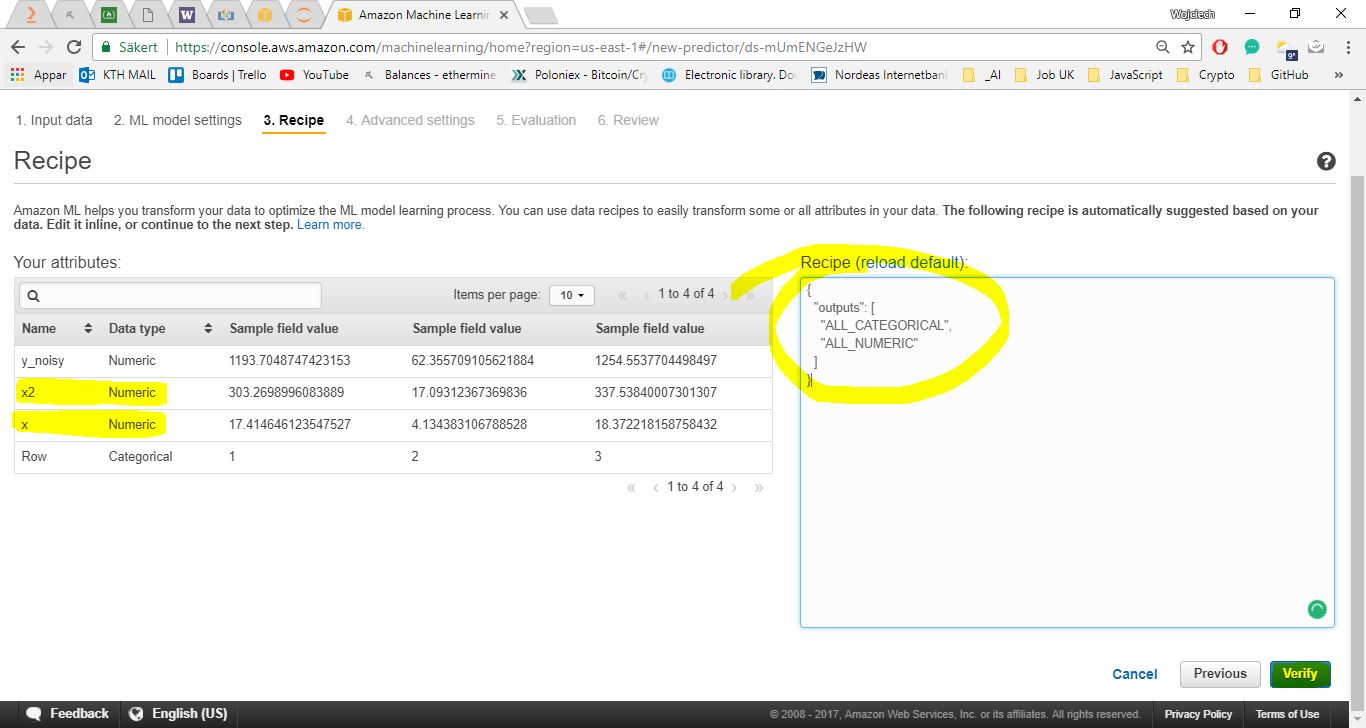 Amazon Machine Learnin
Wojciech
Säkert
https://console.aws.amazon.com/machinelearning/home?region=us-east-1#/new-predictor/ds-mUmENGeJzHW
9°
Appar KTH MAIL Boards | Trello YouTube Balances - ethermine Poloniex - Bitcoin/Cry Electronic library. Do Nordeas Internetbank _AI Job UK JavaScript Crypto GitHub »
1. Input data 2. ML model settings 3. Recipe 4. Advanced settings 5. Evaluation 6. Review
Recipe
?
Amazon ML helps you transform your data to optimize the ML model learning process. You can use data recipes to easily transform some or all attributes in your data. The following recipe is automatically suggested based on your
data. Edit it inline, or continue to the next step. Learn more.
Your attributes:
Items per page: 10 « ‹ 1 to 4 of 4 › »
Name Data type Sample field value Sample field value Sample field value
y_noisy Numeric 1193.7048747423153 62.355709105621884 1254.5537704498497
x2 Numeric 303.2698996083889 17.09312367369836 337.53840007301307
x Numeric 17.414646123547527 4.134383106788528 18.372218158758432
Row Categorical 1 2 3
« ‹ 1 to 4 of 4 › »
Recipe (reload default):
{
"outputs": [
"ALL_CATEGORICAL",
"ALL_NUMERIC"
]
}
Cancel Previous Verify
Feedback English (US) © 2008 - 2017, Amazon Web Services, Inc. or its affiliates. All rights reserved. Privacy Policy Terms of Use